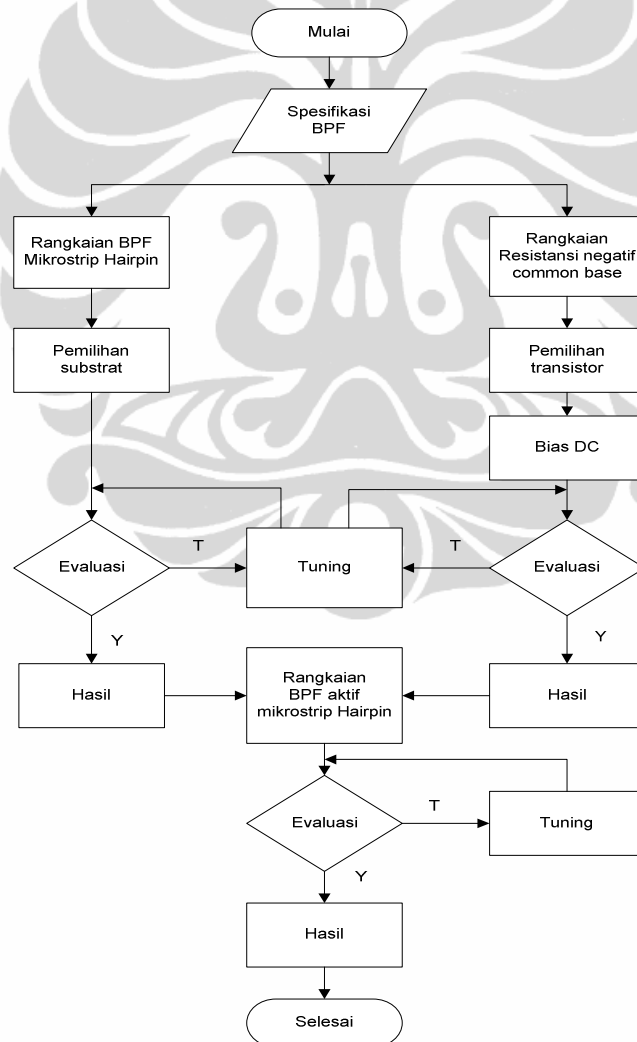 Mulai
Spesifikasi
BPF
Rangkaian BPF
Mikrostrip Hairpin
Rangkaian
Resistansi negatif
common base
Pemilihan
substrat
Pemilihan
transistor
Bias DC
Evaluasi
T
Tuning
T
Evaluasi
Y
Y
Hasil
Rangkaian
BPF aktif
mikrostrip Hairpin
Hasil
Evaluasi
T
Tuning
Y
Hasil
Selesai